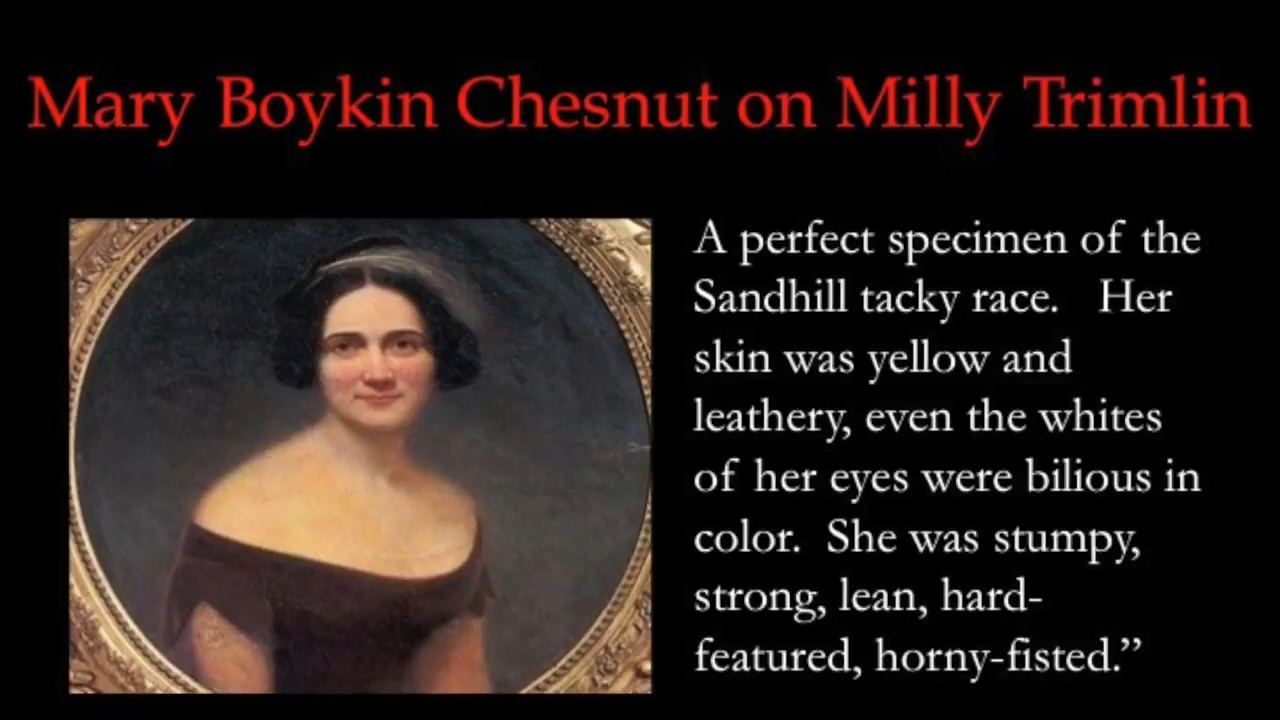 Mary Boykin Chesnut on Milly Trimlin
A perfect specimen of the
Sandhill tacky race. Her
skin was yellow and
leathery, even the whites
of her eyes were bilious in
color. She was stumpy,
strong, lean, hard-
featured, horny-fisted.”